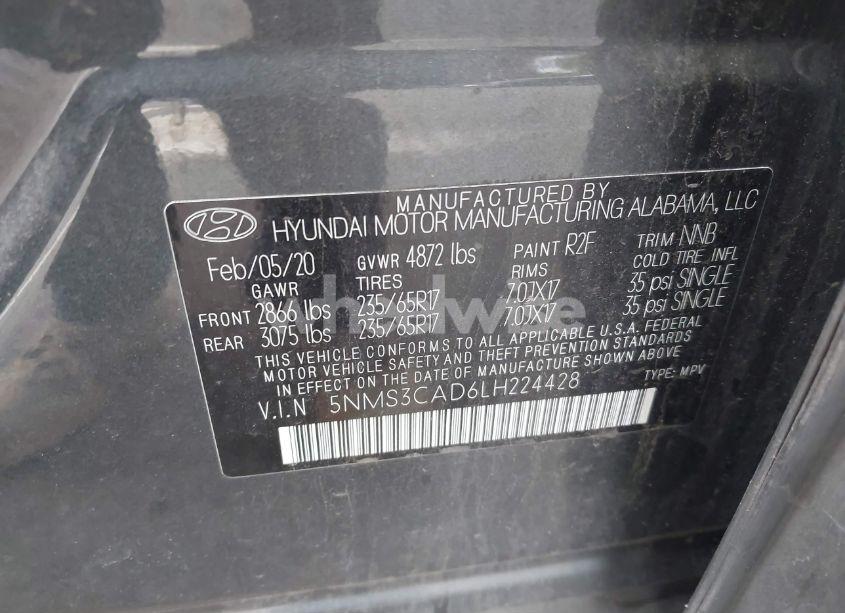 MANUFACTURED BY
HYUNDAI MOTOR MANUFACTURING ALABAMA, LLC
Feb/05/20 GVWR 4872 lbs PAINT R2F TRIM NNB
GAWR TIRES RIMS COLD TIRE INFL
FRONT 2866 lbs 235/65R17 7.0JX17 35 psi SINGLE
REAR 3075 lbs 235/65R17 7.0JX17 35 psi SINGLE
THIS VEHICLE CONFORMS TO ALL APPLICABLE U.S.A. FEDERAL
MOTOR VEHICLE SAFETY AND THEFT PREVENTION STANDARDS
IN EFFECT ON THE DATE OF MANUFACTURE SHOWN ABOVE
V.I.N 5NMS3CAD6LH224428 TYPE: MPV